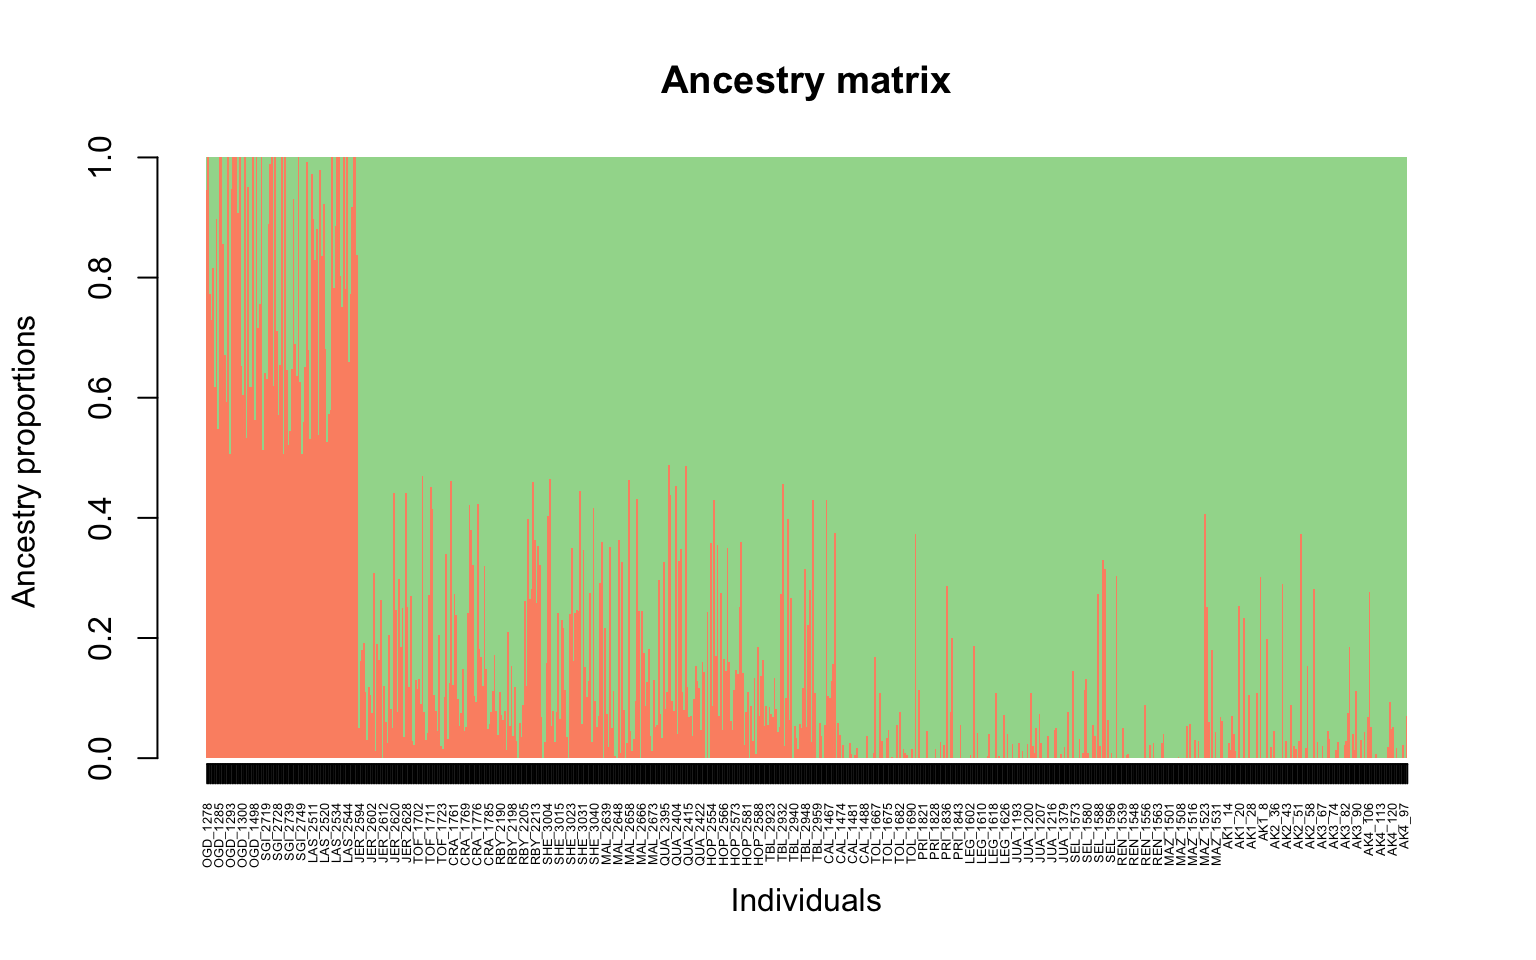 Ancestry matrix
Ancestry proportions
1.0
0.8
0.6
0.4
0.2
0.0
OGD_1278
OGD_1285
OGD_1293
OGD_1300
OGD_1498
SGI_2719
SGI_2728
SGI_2739
SGI_2749
LAS_2511
LAS_2520
LAS_2534
LAS_2544
JER_2594
JER_2602
JER_2612
JER_2620
JER_2628
TOF_1702
TOF_1711
TOF_1723
CRA_1761
CRA_1769
CRA_1776
CRA_1785
RBY_2190
RBY_2198
RBY_2205
RBY_2213
SHE_3004
SHE_3015
SHE_3023
SHE_3031
SHE_3040
MAL_2639
MAL_2648
MAL_2658
MAL_2666
MAL_2673
QUA_2395
QUA_2404
QUA_2415
QUA_2422
HOP_2554
HOP_2566
HOP_2573
HOP_2581
HOP_2588
TBL_2923
TBL_2932
TBL_2940
TBL_2948
TBL_2959
CAL_1467
CAL_1474
CAL_1481
CAL_1488
TOL_1667
TOL_1675
TOL_1682
TOL_1690
PRI_821
PRI_828
PRI_836
PRI_843
LEG_1602
LEG_1610
LEG_1618
LEG_1626
JUA_1193
JUA_1200
JUA_1207
JUA_1216
JUA_1379
SEL_1573
SEL_1580
SEL_1588
SEL_1596
REN_1539
REN_1548
REN_1556
REN_1563
MAZ_1501
MAZ_1508
MAZ_1516
MAZ_1523
MAZ_1531
AK1_14
AK1_20
AK1_28
AK1_8
AK2_36
AK2_43
AK2_51
AK2_58
AK3_67
AK3_74
AK3_82
AK3_90
AK4_106
AK4_113
AK4_120
AK4_97
Individuals